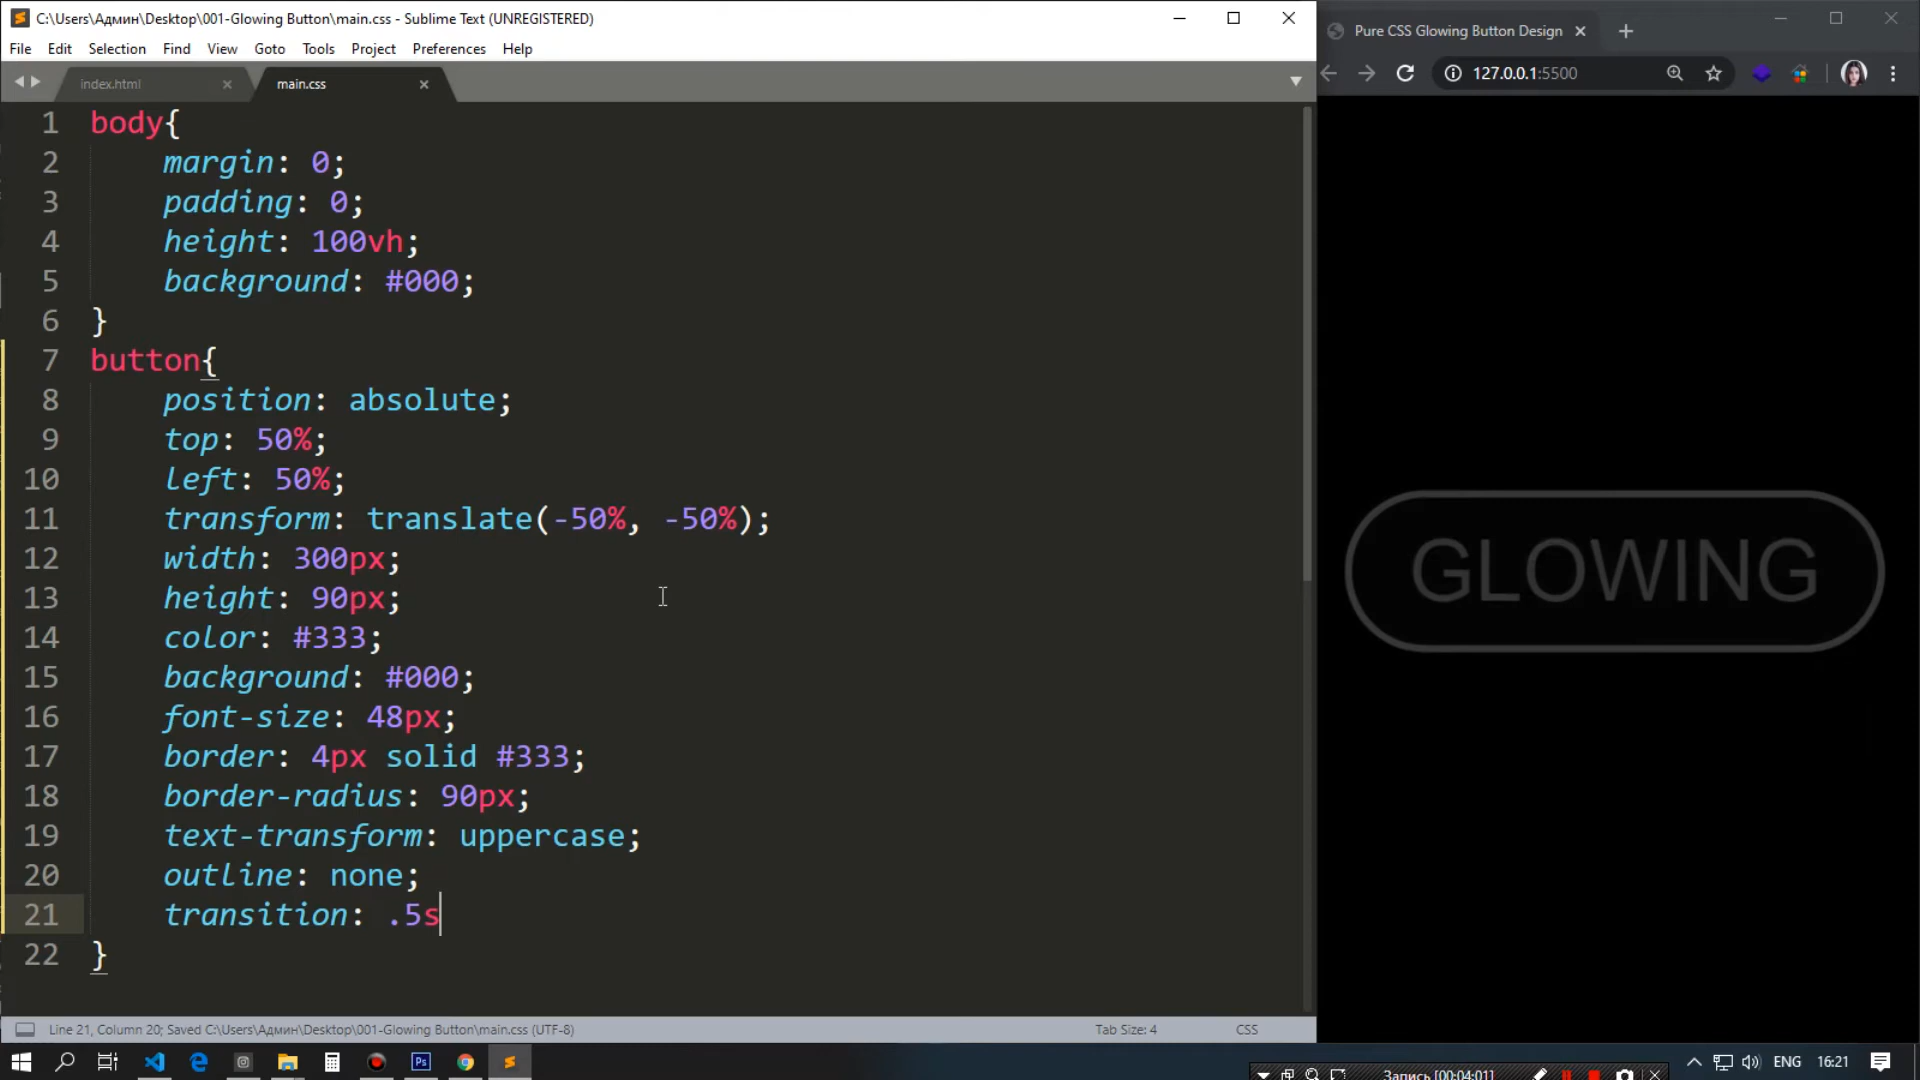 C:\Users\Админ\Desktop\001-Glowing Button\main.css - Sublime Text (UNREGISTERED)
File Edit Selection Find View Goto Tools Project Preferences Help
index.html
main.css
1 body{
2 margin: 0;
3 padding: 0;
4 height: 100vh;
5 background: #000;
6 }
7 button{
8 position: absolute;
9 top: 50%;
10 left: 50%;
11 transform: translate(-50%, -50%);
12 width: 300px;
13 height: 90px;
14 color: #333;
15 background: #000;
16 font-size: 48px;
17 border: 4px solid #333;
18 border-radius: 90px;
19 text-transform: uppercase;
20 outline: none;
21 transition: .5s
22 }
Line 21, Column 20; Saved C:\Users\Админ\Desktop\001-Glowing Button\main.css (UTF-8)
Tab Size: 4
CSS
Pure CSS Glowing Button Design
127.0.0.1:5500
GLOWING
Ps
ENG
16:21
Запись [00:04:01]